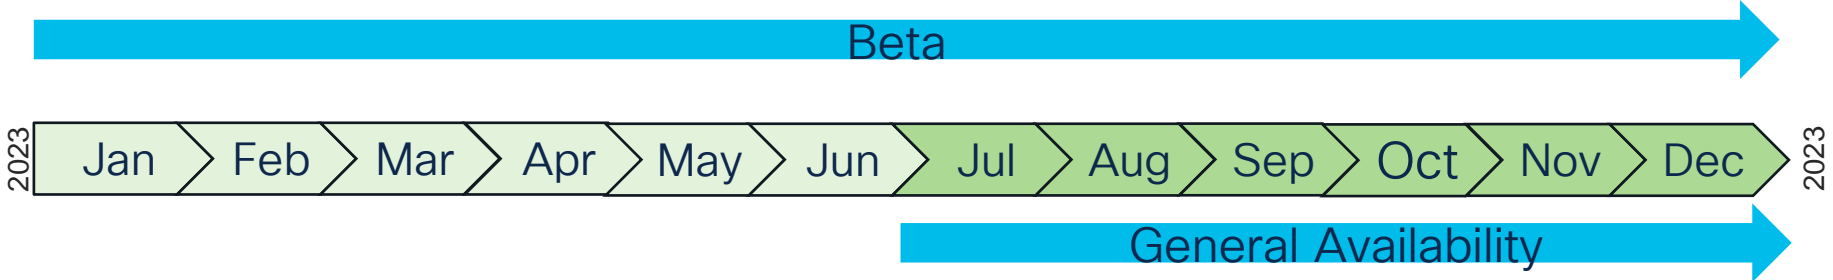 Beta
2023 Jan Feb Mar Apr May Jun Jul Aug Sep Oct Nov Dec 2023
General Availability